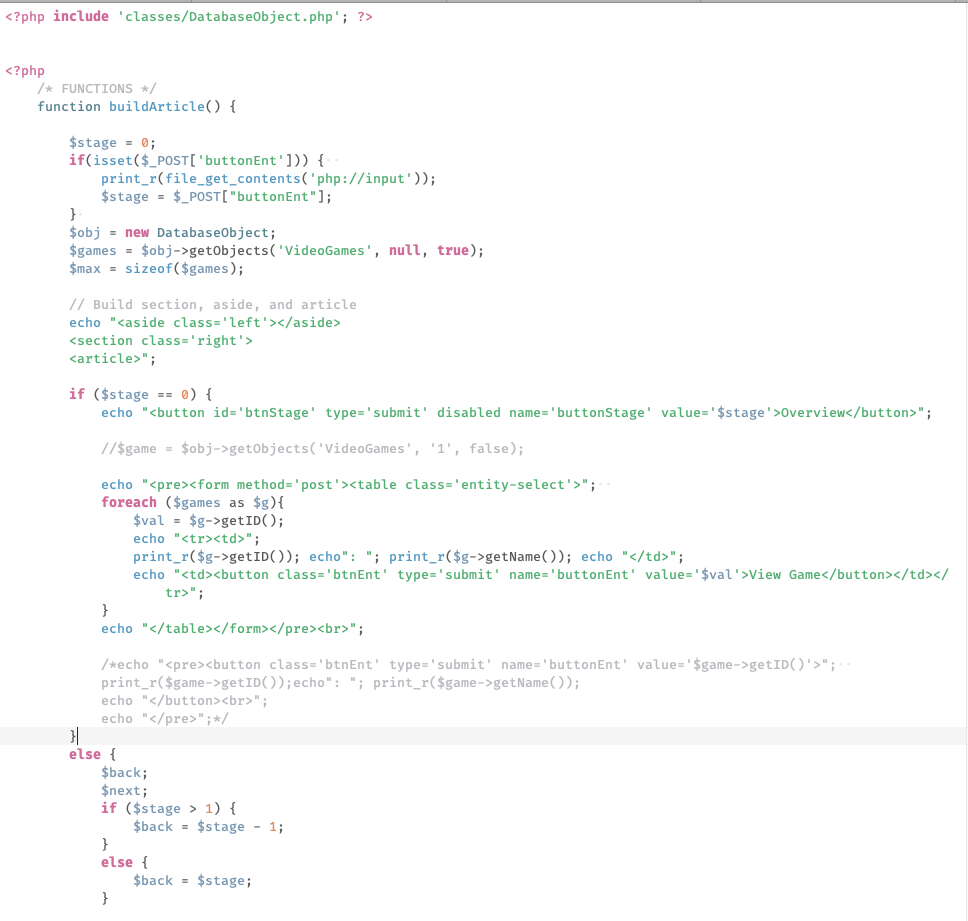 <?php include 'classes/DatabaseObject.php'; ?>
<?php
/* FUNCTIONS */
function buildArticle() {
$stage = 0;
if(isset($_POST['buttonEnt'])) {
print_r(file_get_contents('php://input'));
$stage = $_POST["buttonEnt"];
}
$obj = new DatabaseObject;
$games = $obj->getObjects('VideoGames', null, true);
$max = sizeof($games);
// Build section, aside, and article
echo "<aside class='left'></aside>
<section class='right'>
<article>";
if ($stage == 0) {
echo "<button id='btnStage' type='submit' disabled name='buttonStage' value='$stage'>Overview</button>";
//$game = $obj->getObjects('VideoGames', '1', false);
echo "<pre><form method='post'><table class='entity-select'>";
foreach ($games as $g){
$val = $g->getID();
echo "<tr><td>";
print_r($g->getID()); echo": "; print_r($g->getName()); echo "</td>";
echo "<td><button class='btnEnt' type='submit' name='buttonEnt' value='$val'>View Game</button></td></
tr>";
}
echo "</table></form></pre><br>";
/*echo "<pre><button class='btnEnt' type='submit' name='buttonEnt' value='$game->getID()'>";
print_r($game->getID());echo": "; print_r($game->getName());
echo "</button><br>";
echo "</pre>";*/
}
else {
$back;
$next;
if ($stage > 1) {
$back = $stage - 1;
}
else {
$back = $stage;
}